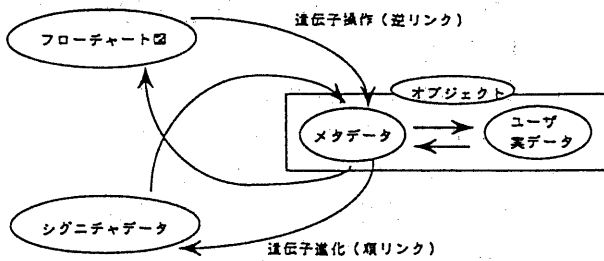 遺伝子操作（逆リンク）
フローチャート図
オブジェクト
メタデータ
ユーザ
実データ
シグニチャデータ
遺伝子進化（順リンク）